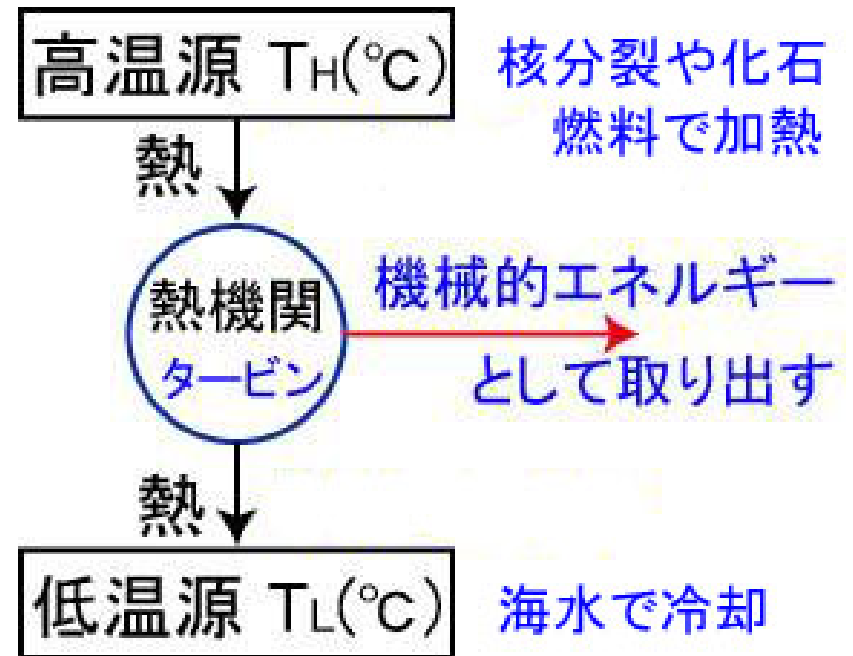 高温源 TH(℃)
核分裂や化石
燃料で加熱
熱
熱機関
タービン
機械的エネルギー
として取り出す
熱
低温源 TL(℃)
海水で冷却